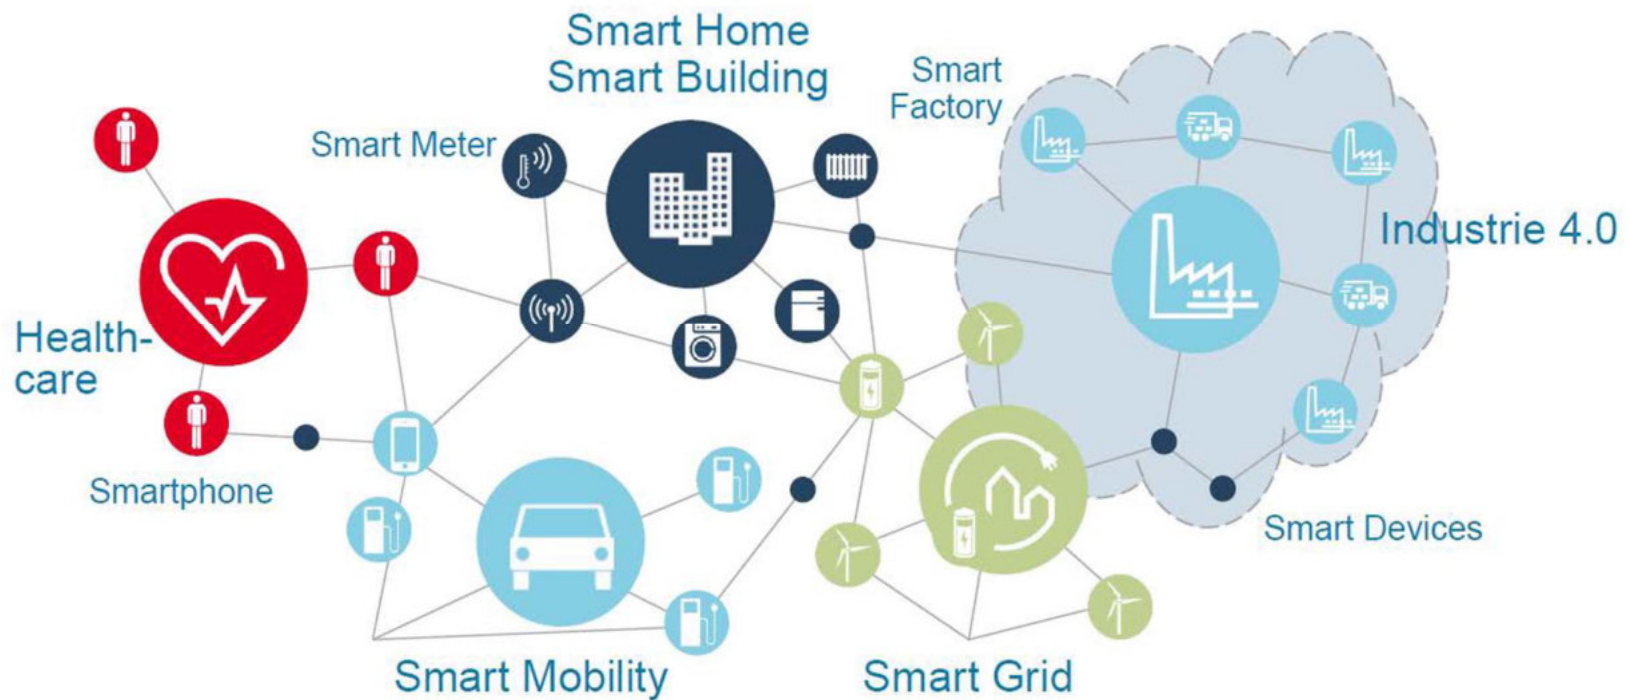 Smart Home
Smart Building
Smart
Factory
Smart Meter
Industrie 4.0
Health-
care
Smartphone
Smart Devices
Smart Mobility
Smart Grid